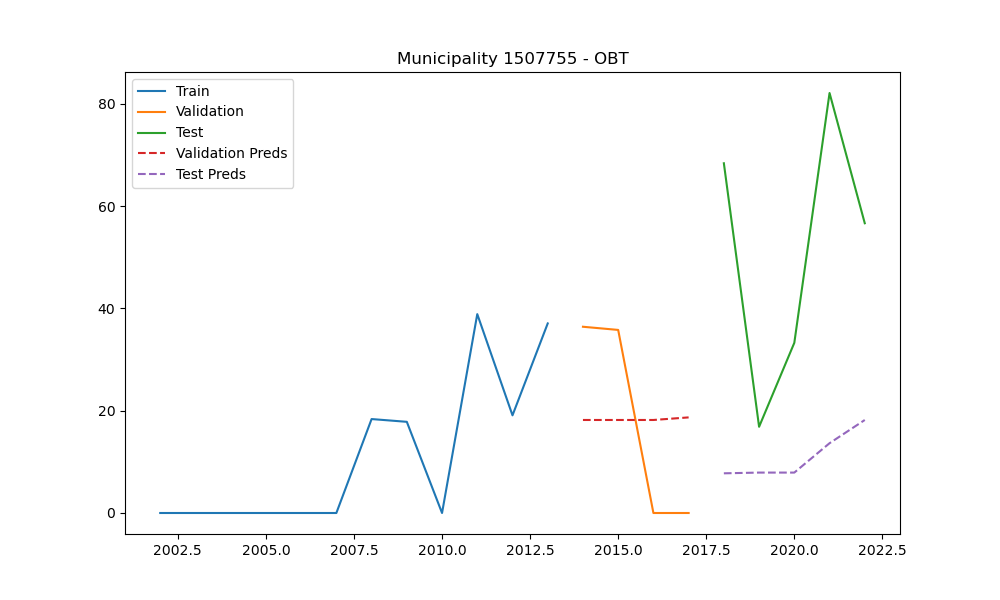 Municipality 1507755 - OBT
Train
Validation
Test
Validation Preds
Test Preds
80
60
40
20
0
2002.5 2005.0 2007.5 2010.0 2012.5 2015.0 2017.5 2020.0 2022.5